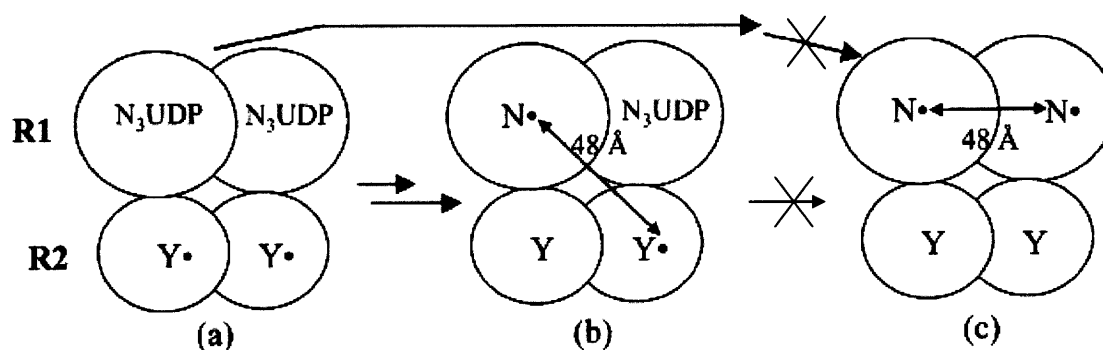 R1 N₃UDP N₃UDP N• N₃UDP N• N•
48 Å 48 Å
R2 Y• Y• Y Y• Y Y
(a) (b) (c)